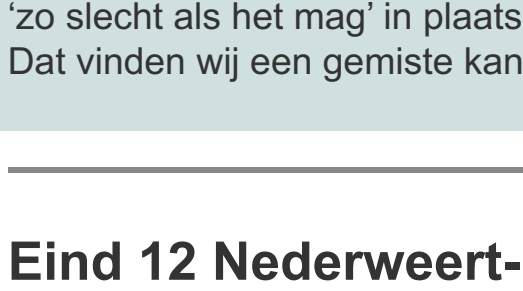 ‘zo slecht als het mag’ in plaats
Dat vinden wij een gemiste kan
Eind 12 Nederweert-